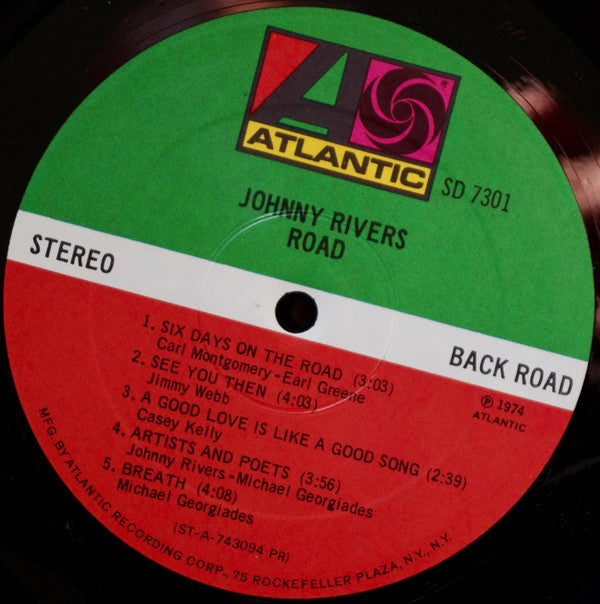 ATLANTIC
SD 7301
JOHNNY RIVERS
ROAD
STEREO
BACK ROAD
℗ 1974
ATLANTIC
1. SIX DAYS ON THE ROAD (3:03)
Carl Montgomery-Earl Greene
2. SEE YOU THEN (4:03)
Jimmy Webb
3. A GOOD LOVE IS LIKE A GOOD SONG (2:39)
Casey Kelly
4. ARTISTS AND POETS (3:56)
Johnny Rivers-Michael Georgiades
5. BREATH (4:08)
Michael Georgiades
(ST-A-743094 PR)
MFG. BY ATLANTIC RECORDING CORP., 75 ROCKEFELLER PLAZA, N.Y., N.Y.